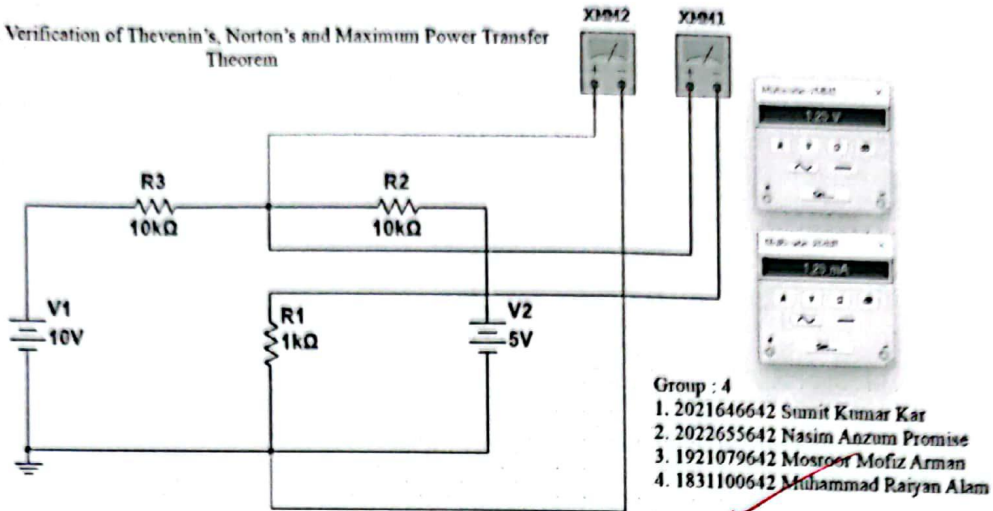 XMM2
XMM1
Verification of Thevenin's, Norton's and Maximum Power Transfer
Theorem
1.25 V
R3
10kΩ
R2
10kΩ
1.25 mA
V1
10V
R1
1kΩ
V2
5V
Group : 4
1. 2021646642 Sumit Kumar Kar
2. 2022655642 Nasim Anzum Promise
3. 1921079642 Mosroor Mofiz Arman
4. 1831100642 Muhammad Raiyan Alam